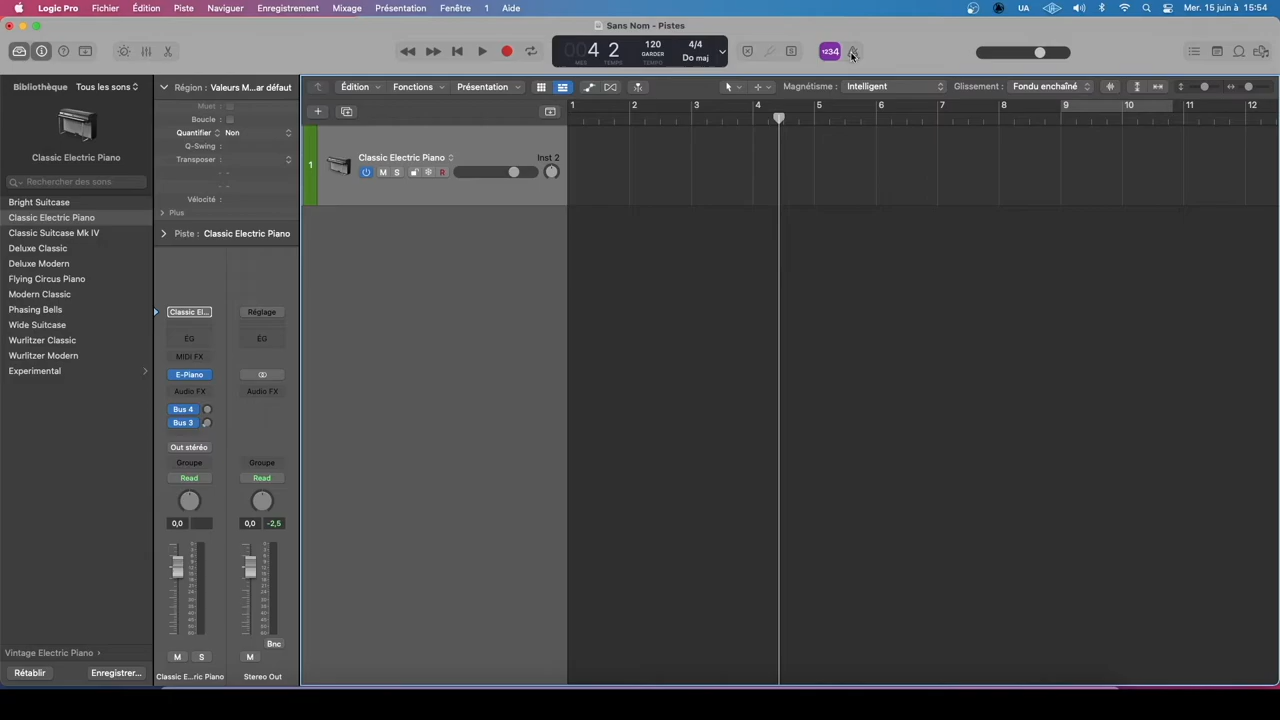 Logic Pro Fichier Édition Piste Naviguer Enregistrement Mixage Présentation Fenêtre 1 Aide UA Mer. 15 juin à 15:54
Sans Nom - Pistes
4 2 120 GARDER TEMPO 4/4 Do maj
MES TEMPO
1234
S
Bibliothèque Tous les sons
Région : Valeurs M...ar défaut
Édition Fonctions Présentation Magnétisme : Intelligent Glissement : Fondu enchaîné
Muet :
Boucle :
Quantifier Non
Q-Swing :
Transposer :
Vélocité :
Plus
Piste : Classic Electric Piano
1 2 3 4 5 6 7 8 9 10 11 12
1 Classic Electric Piano Inst 2
M S R
Classic Electric Piano
Rechercher des sons
Bright Suitcase
Classic Electric Piano
Classic Suitcase Mk IV
Deluxe Classic
Deluxe Modern
Flying Circus Piano
Modern Classic
Phasing Bells
Wide Suitcase
Wurlitzer Classic
Wurlitzer Modern
Experimental
Classic El... Réglage
ÉG ÉG
MIDI FX
E-Piano
Audio FX Audio FX
Bus 4
Bus 3
Out stéréo
Groupe Groupe
Read Read
0,0 0,0 -2,5
Bnc
M S M
Classic E...ric Piano Stereo Out
Vintage Electric Piano
Rétablir Enregistrer...